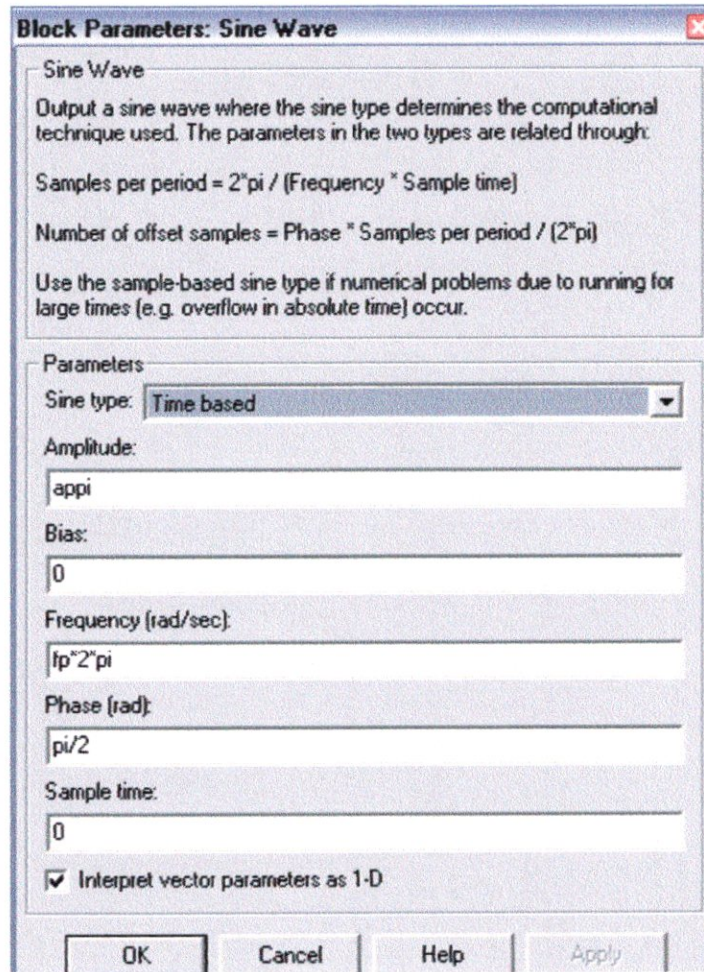 Block Parameters: Sine Wave
Sine Wave
Output a sine wave where the sine type determines the computational
technique used. The parameters in the two types are related through:
Samples per period = 2*pi / (Frequency * Sample time)
Number of offset samples = Phase * Samples per period / (2*pi)
Use the sample-based sine type if numerical problems due to running for
large times (e.g. overflow in absolute time) occur.
Parameters
Sine type: Time based
Amplitude:
appi
Bias:
0
Frequency (rad/sec):
fp*2*pi
Phase (rad):
pi/2
Sample time:
0
Interpret vector parameters as 1-D
OK Cancel Help Apply